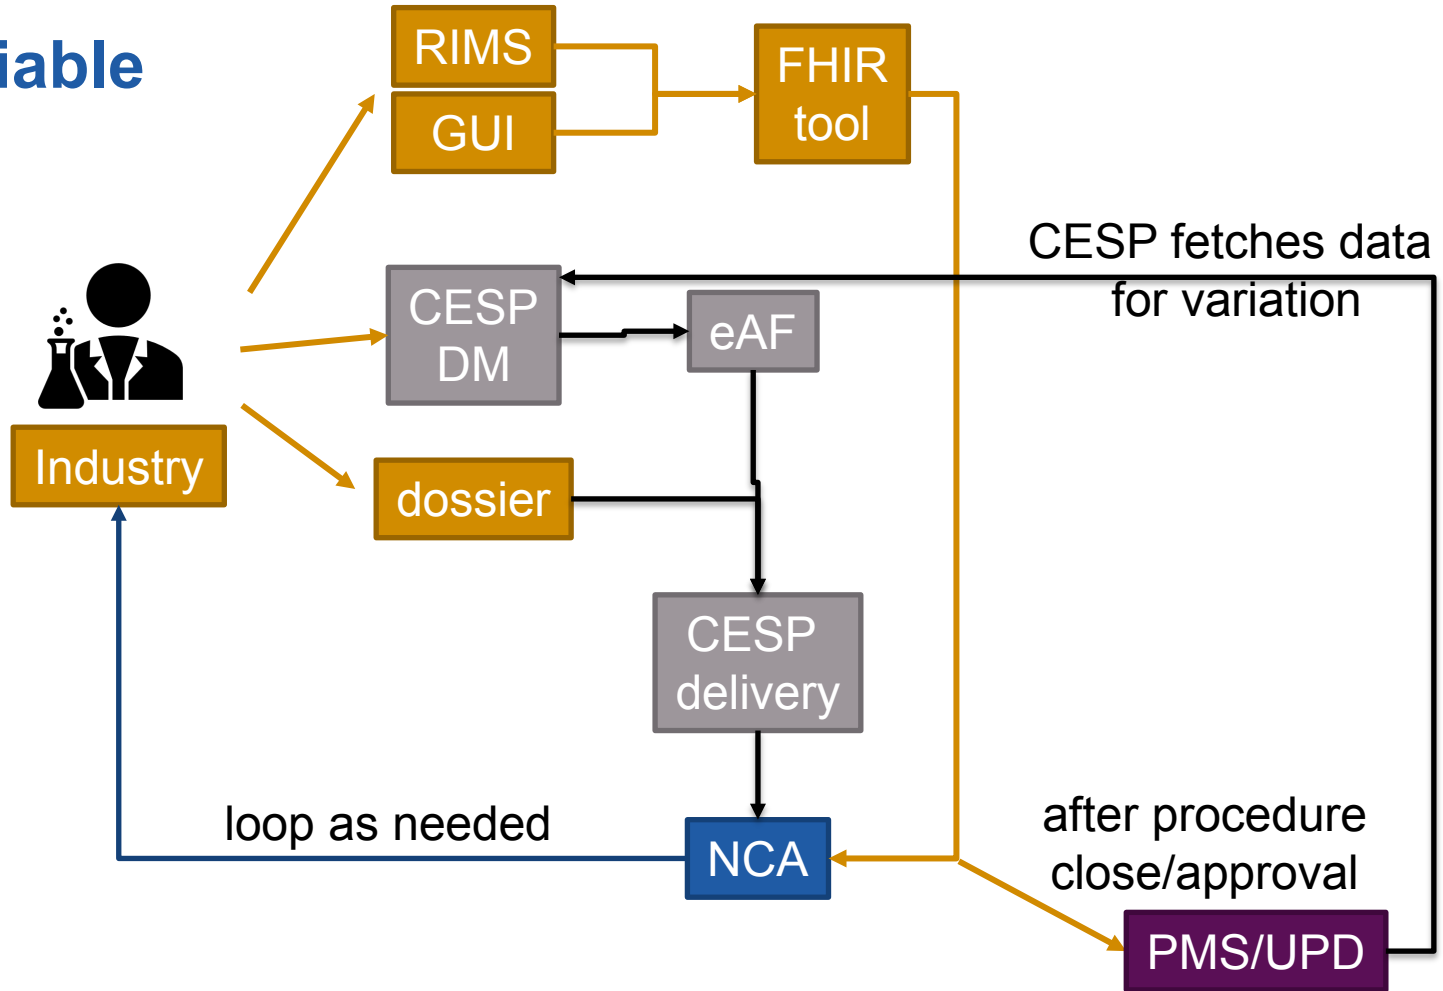 iable
RIMS
GUI
FHIR
tool
CESP fetches data
for variation
CESP
DM
eAF
Industry
dossier
CESP
delivery
loop as needed
NCA
after procedure
close/approval
PMS/UPD